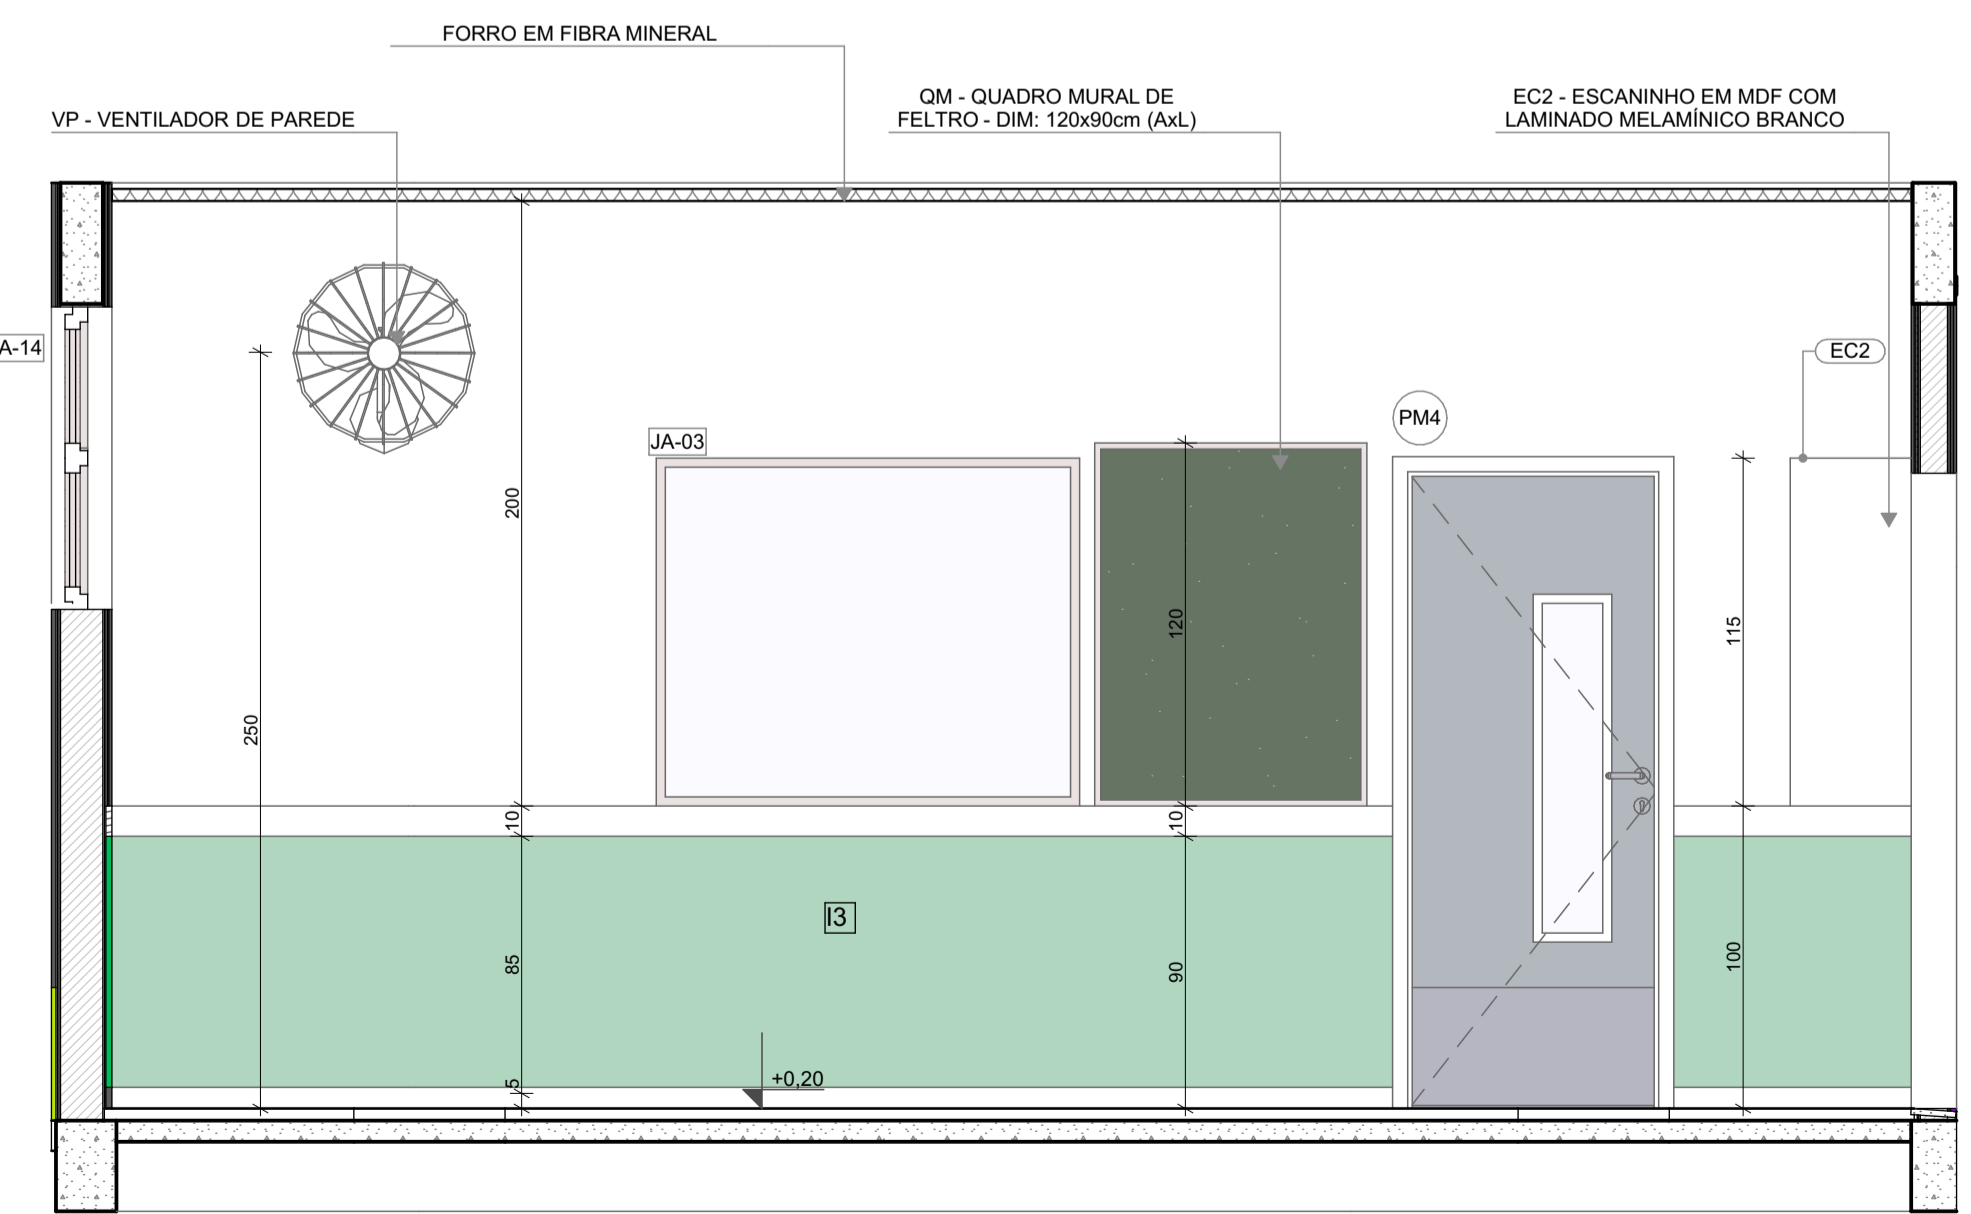 FORRO EM FIBRA MINERAL
VP - VENTILADOR DE PAREDE
QM - QUADRO MURAL DE
FELTRO - DIM: 120x90cm (AxL)
EC2 - ESCANINHO EM MDF COM
LAMINADO MELAMÍNICO BRANCO
A-14
EC2
PM4
JA-03
200
120
115
250
10
10
I3
85
90
100
5
+0,20